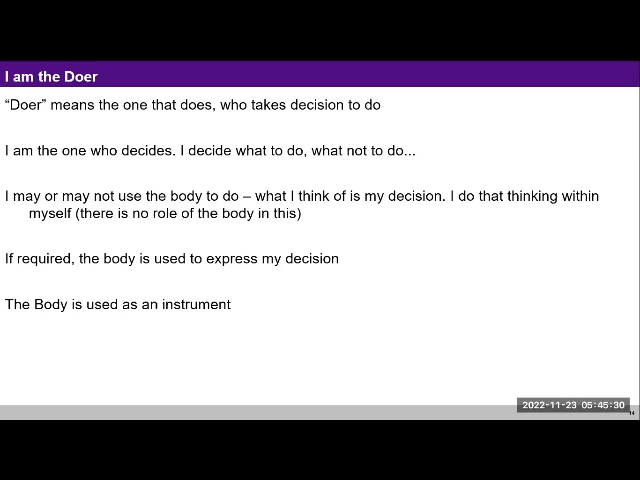 I am the Doer
“Doer” means the one that does, who takes decision to do
I am the one who decides. I decide what to do, what not to do...
I may or may not use the body to do – what I think of is my decision. I do that thinking within
myself (there is no role of the body in this)
If required, the body is used to express my decision
The Body is used as an instrument
2022-11-23 05:45:30
14